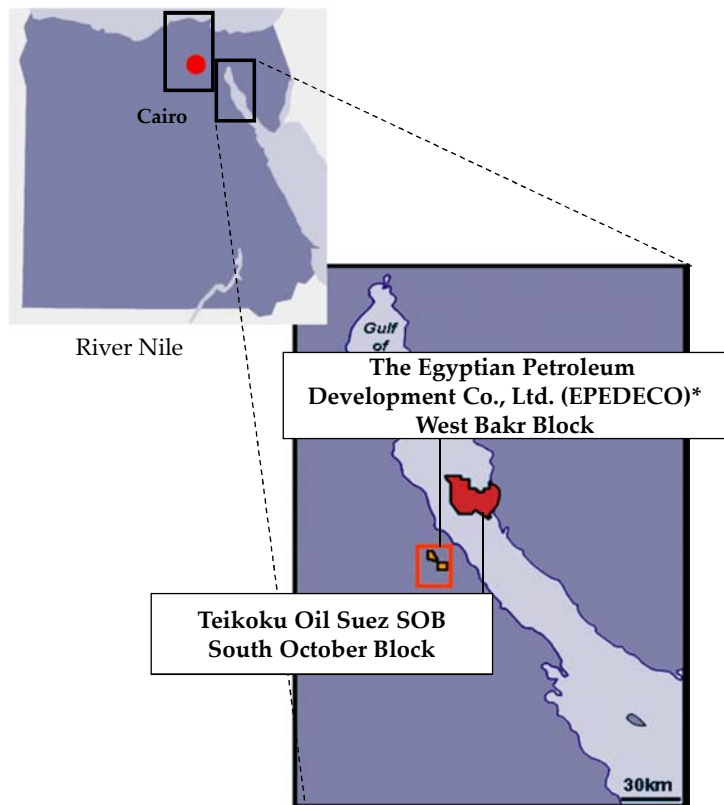 Cairo
River Nile
Gulf
of
The Egyptian Petroleum
Development Co., Ltd. (EPEDECO)*
West Bakr Block
Teikoku Oil Suez SOB
South October Block
30km